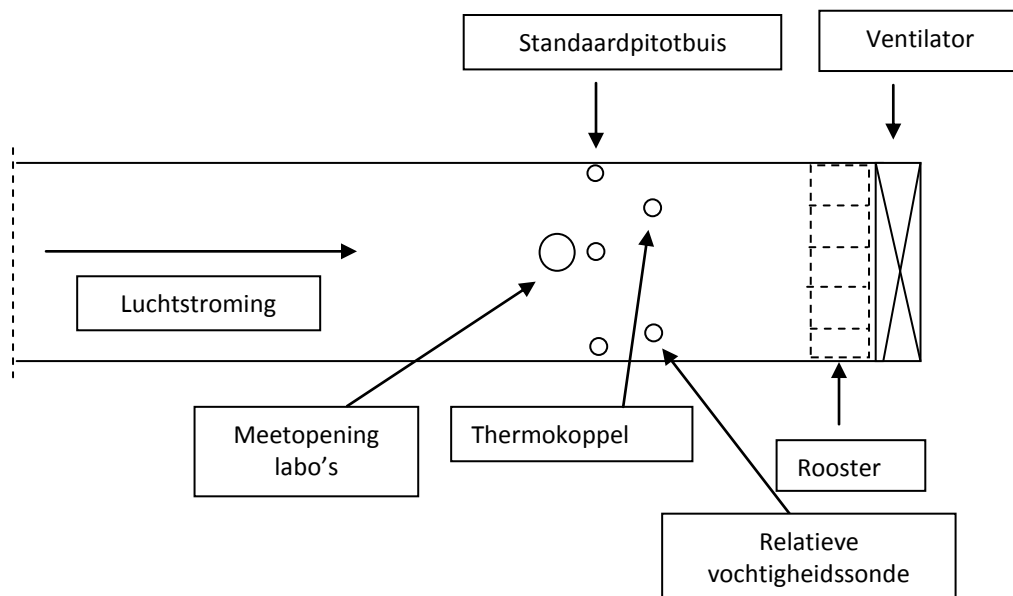 Standaardpitotbuis
Ventilator
Luchtstroming
Meetopening
labo's
Thermokoppel
Rooster
Relatieve
vochtigheidssonde